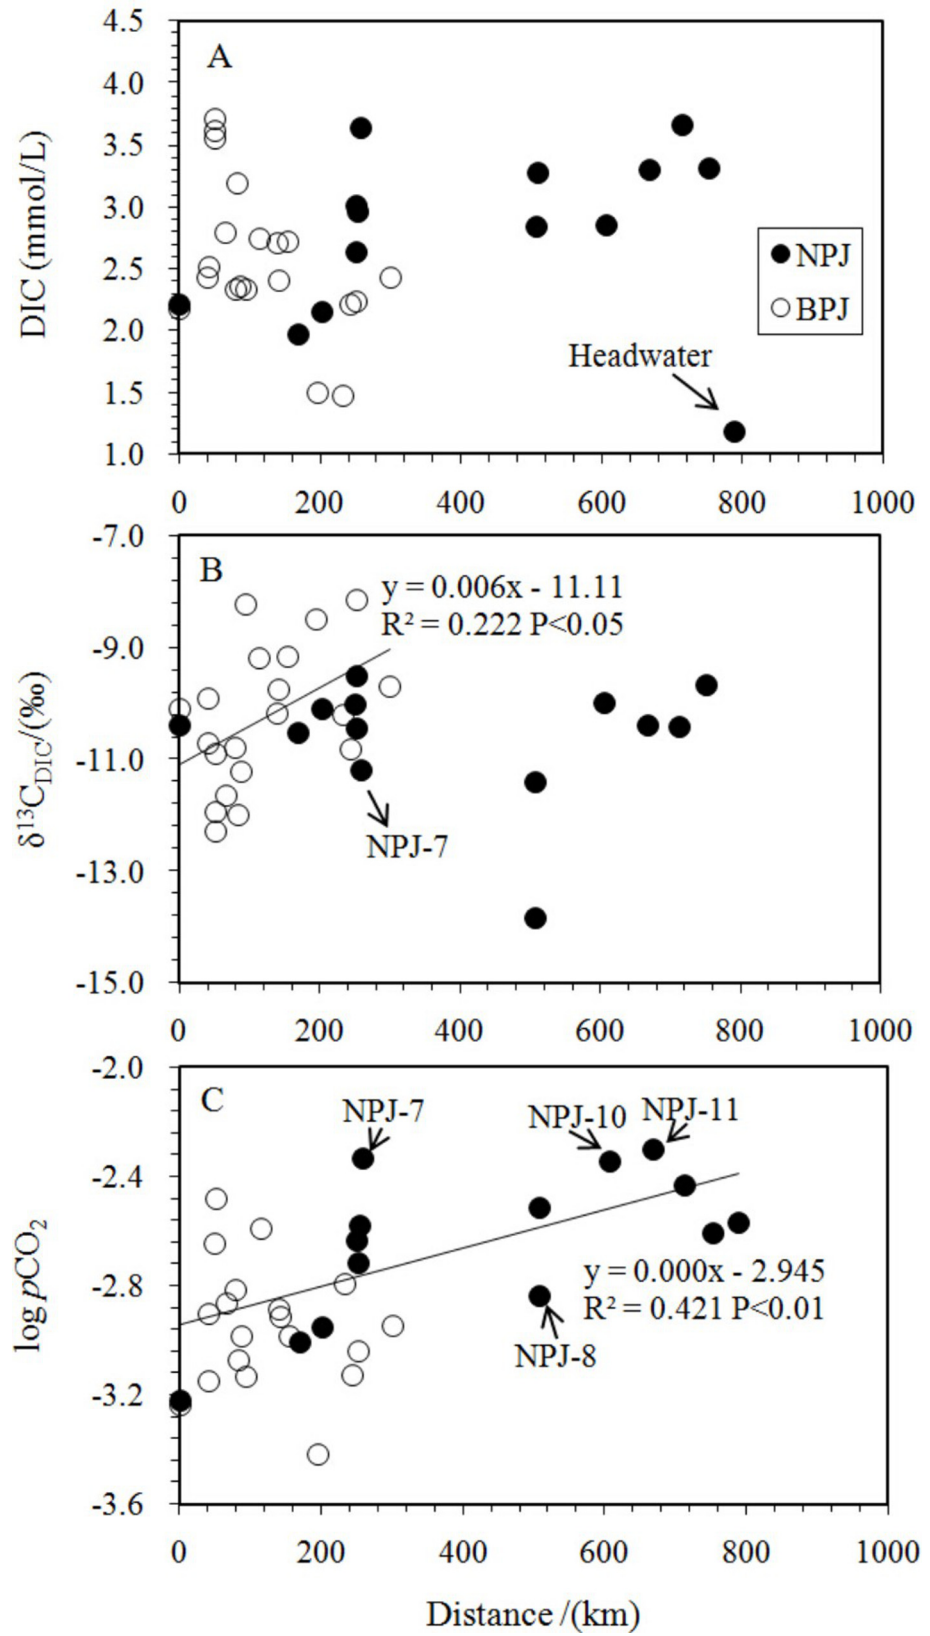 4.5
A
4.0
3.5
3.0
NPJ
2.5
BPJ
2.0
Headwater
1.5
1.0
DIC (mmol/L)
0 200 400 600 800 1000
-7.0
B
y = 0.006x - 11.11
R² = 0.222 P<0.05
-9.0
-11.0
NPJ-7
-13.0
-15.0
δ¹³C_DIC/(‰)
0 200 400 600 800 1000
-2.0
C
NPJ-7
NPJ-10
NPJ-11
-2.4
-2.8
y = 0.000x - 2.945
R² = 0.421 P<0.01
NPJ-8
-3.2
-3.6
log pCO₂
0 200 400 600 800 1000
Distance /(km)